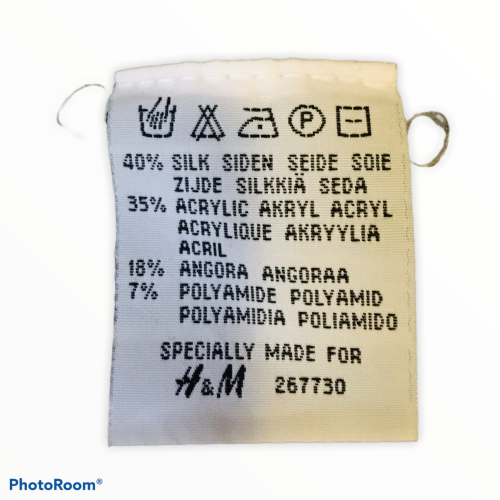 P
40% SILK SIDEN SEIDE SOIE
ZIJDE SILKKIÄ SEDA
35% ACRYLIC AKRYL ACRYL
ACRYLIQUE AKRYYLIA
ACRIL
18% ANGORA ANGORAA
7% POLYAMIDE POLYAMID
POLYAMIDIA POLIAMIDO
SPECIALLY MADE FOR
H&M 267730
PhotoRoom®